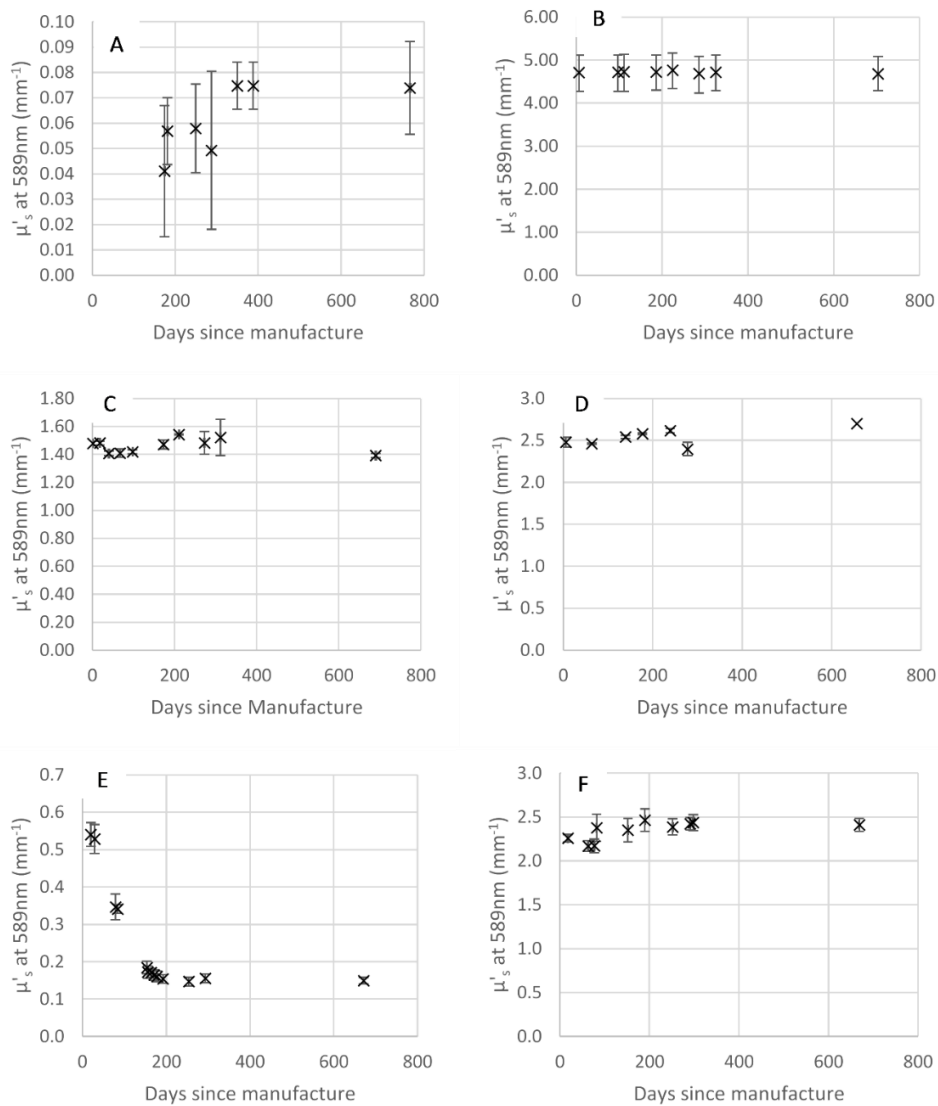 A
µ's at 589nm (mm-1)
0.10
0.09
0.08
0.07
0.06
0.05
0.04
0.03
0.02
0.01
0.00
0 200 400 600 800
Days since manufacture
B
µ's at 589nm (mm-1)
6.00
5.00
4.00
3.00
2.00
1.00
0.00
0 200 400 600 800
Days since manufacture
C
µ's at 589nm (mm-1)
1.80
1.60
1.40
1.20
1.00
0.80
0.60
0.40
0.20
0.00
0 200 400 600 800
Days since Manufacture
D
µ's at 589nm (mm-1)
3.0
2.5
2.0
1.5
1.0
0.5
0.0
0 200 400 600 800
Days since manufacture
E
µ's at 589nm (mm-1)
0.7
0.6
0.5
0.4
0.3
0.2
0.1
0.0
0 200 400 600 800
Days since manufacture
F
µ's at 589nm (mm-1)
3.0
2.5
2.0
1.5
1.0
0.5
0.0
0 200 400 600 800
Days since manufacture